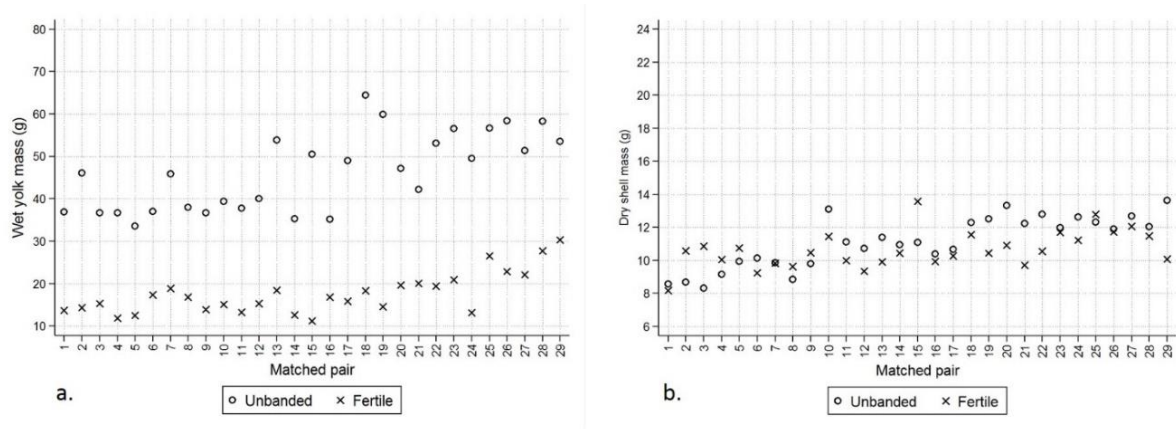 80
70
60
50
40
30
20
10
Wet yolk mass (g)
1 2 3 4 5 6 7 8 9 10 11 12 13 14 15 16 17 18 19 20 21 22 23 24 25 26 27 28 29
Matched pair
a.
o Unbanded × Fertile
24
22
20
18
16
14
12
10
8
6
Dry shell mass (g)
1 2 3 4 5 6 7 8 9 10 11 12 13 14 15 16 17 18 19 20 21 22 23 24 25 26 27 28 29
Matched pair
b.
o Unbanded × Fertile